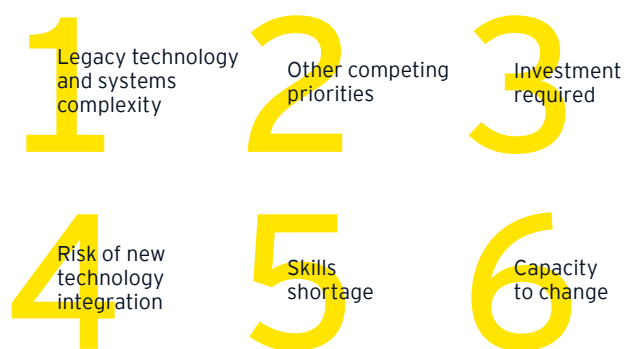 1
Legacy technology
and systems
complexity
2
Other competing
priorities
3
Investment
required
4
Risk of new
technology
integration
5
Skills
shortage
6
Capacity
to change